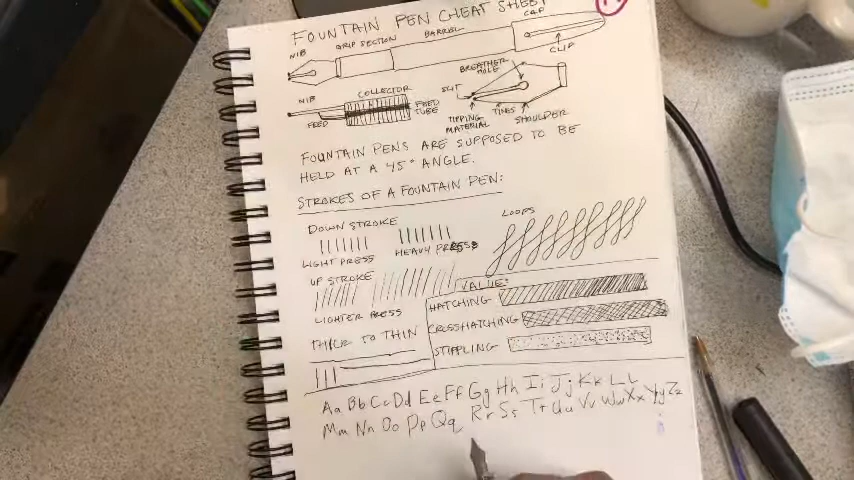 FOUNTAIN PEN CHEAT SHEET
NIB
GRIP SECTION
BARREL
CAP
CLIP
NIB
COLLECTOR
FEED
FEED TUBE
BREATHER HOLE
SLIT
TIPPING MATERIAL
TINES
SHOULDER
FOUNTAIN PENS ARE SUPPOSED TO BE
HELD AT A 45° ANGLE.
STROKES OF A FOUNTAIN PEN:
DOWN STROKE
LIGHT PRESS
HEAVY PRESS
LOOPS
UP STROKE
LIGHTER PRESS
VALUE:
HATCHING
CROSSHATCHING
STIPPLING
THICK TO THIN
Aa Bb Cc Dd Ee Ff Gg Hh Ii Jj Kk LL
Mm Nn Oo Pp Qq Rr Ss Tt Uu Vv Ww Xx Yy Zz